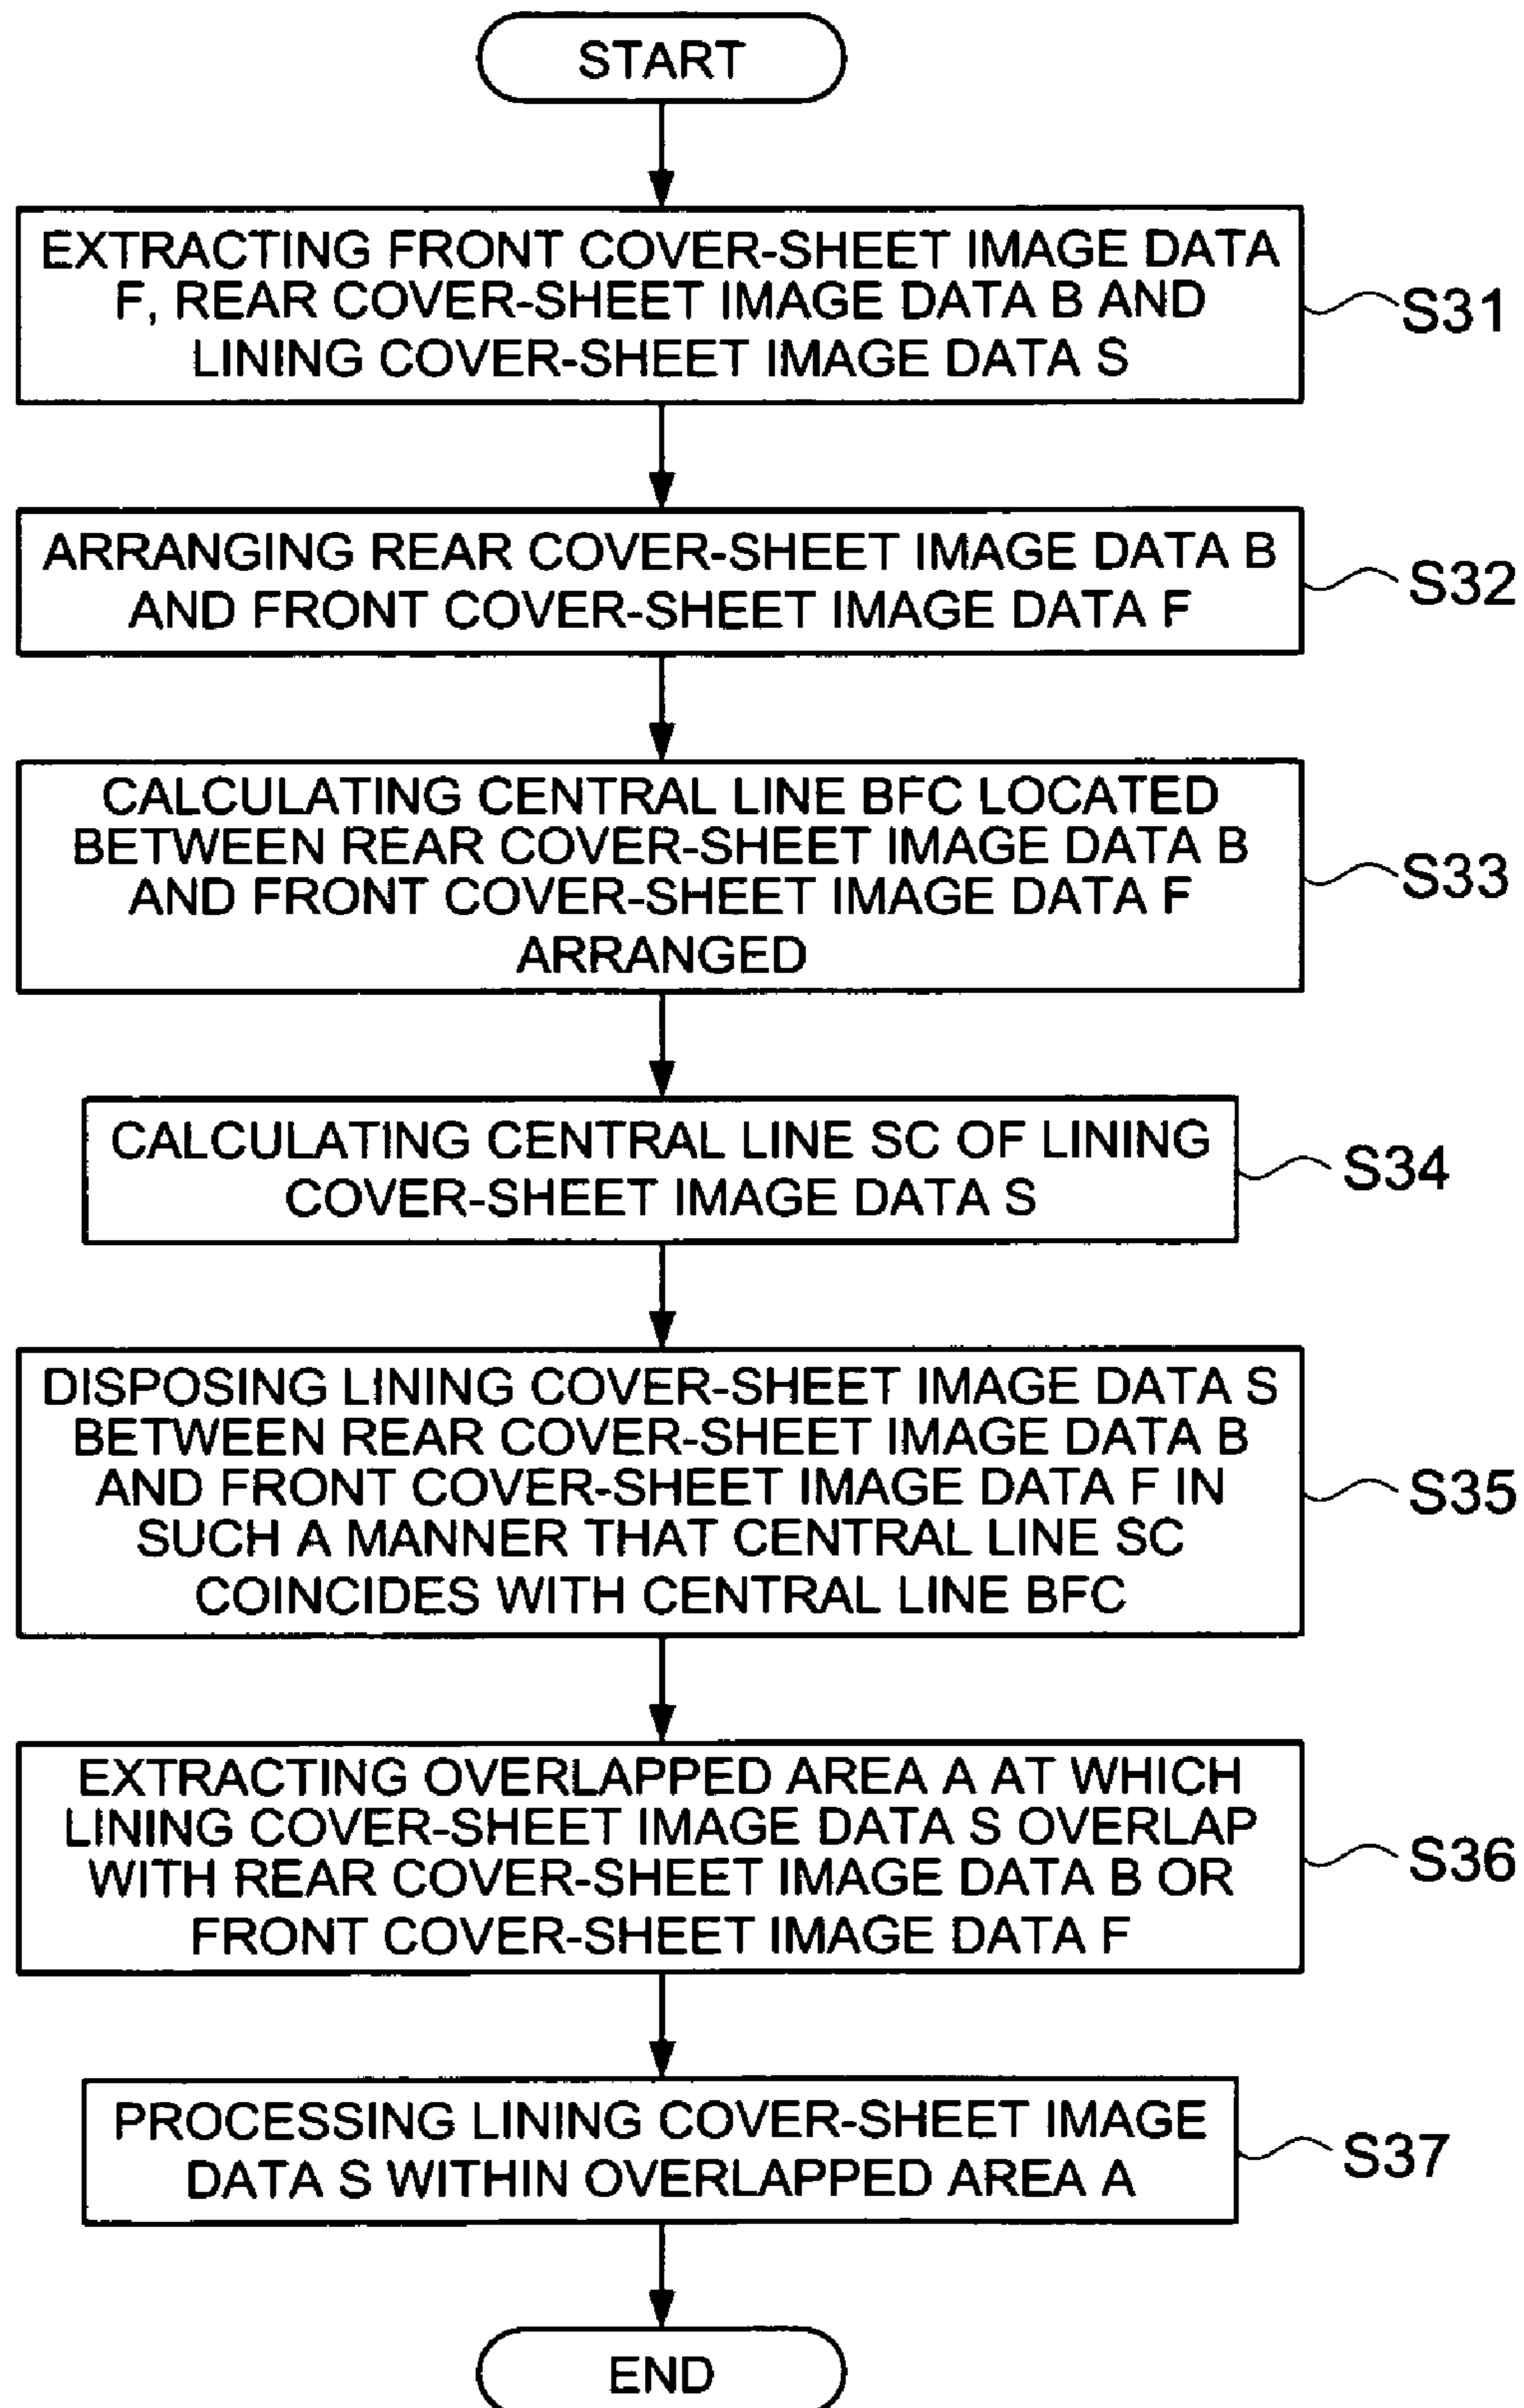 START
EXTRACTING FRONT COVER-SHEET IMAGE DATA
F, REAR COVER-SHEET IMAGE DATA B AND
LINING COVER-SHEET IMAGE DATA S
S31
ARRANGING REAR COVER-SHEET IMAGE DATA B
AND FRONT COVER-SHEET IMAGE DATA F
S32
CALCULATING CENTRAL LINE BFC LOCATED
BETWEEN REAR COVER-SHEET IMAGE DATA B
AND FRONT COVER-SHEET IMAGE DATA F
ARRANGED
S33
CALCULATING CENTRAL LINE SC OF LINING
COVER-SHEET IMAGE DATA S
S34
DISPOSING LINING COVER-SHEET IMAGE DATA S
BETWEEN REAR COVER-SHEET IMAGE DATA B
AND FRONT COVER-SHEET IMAGE DATA F IN
SUCH A MANNER THAT CENTRAL LINE SC
COINCIDES WITH CENTRAL LINE BFC
S35
EXTRACTING OVERLAPPED AREA A AT WHICH
LINING COVER-SHEET IMAGE DATA S OVERLAP
WITH REAR COVER-SHEET IMAGE DATA B OR
FRONT COVER-SHEET IMAGE DATA F
S36
PROCESSING LINING COVER-SHEET IMAGE
DATA S WITHIN OVERLAPPED AREA A
S37
END